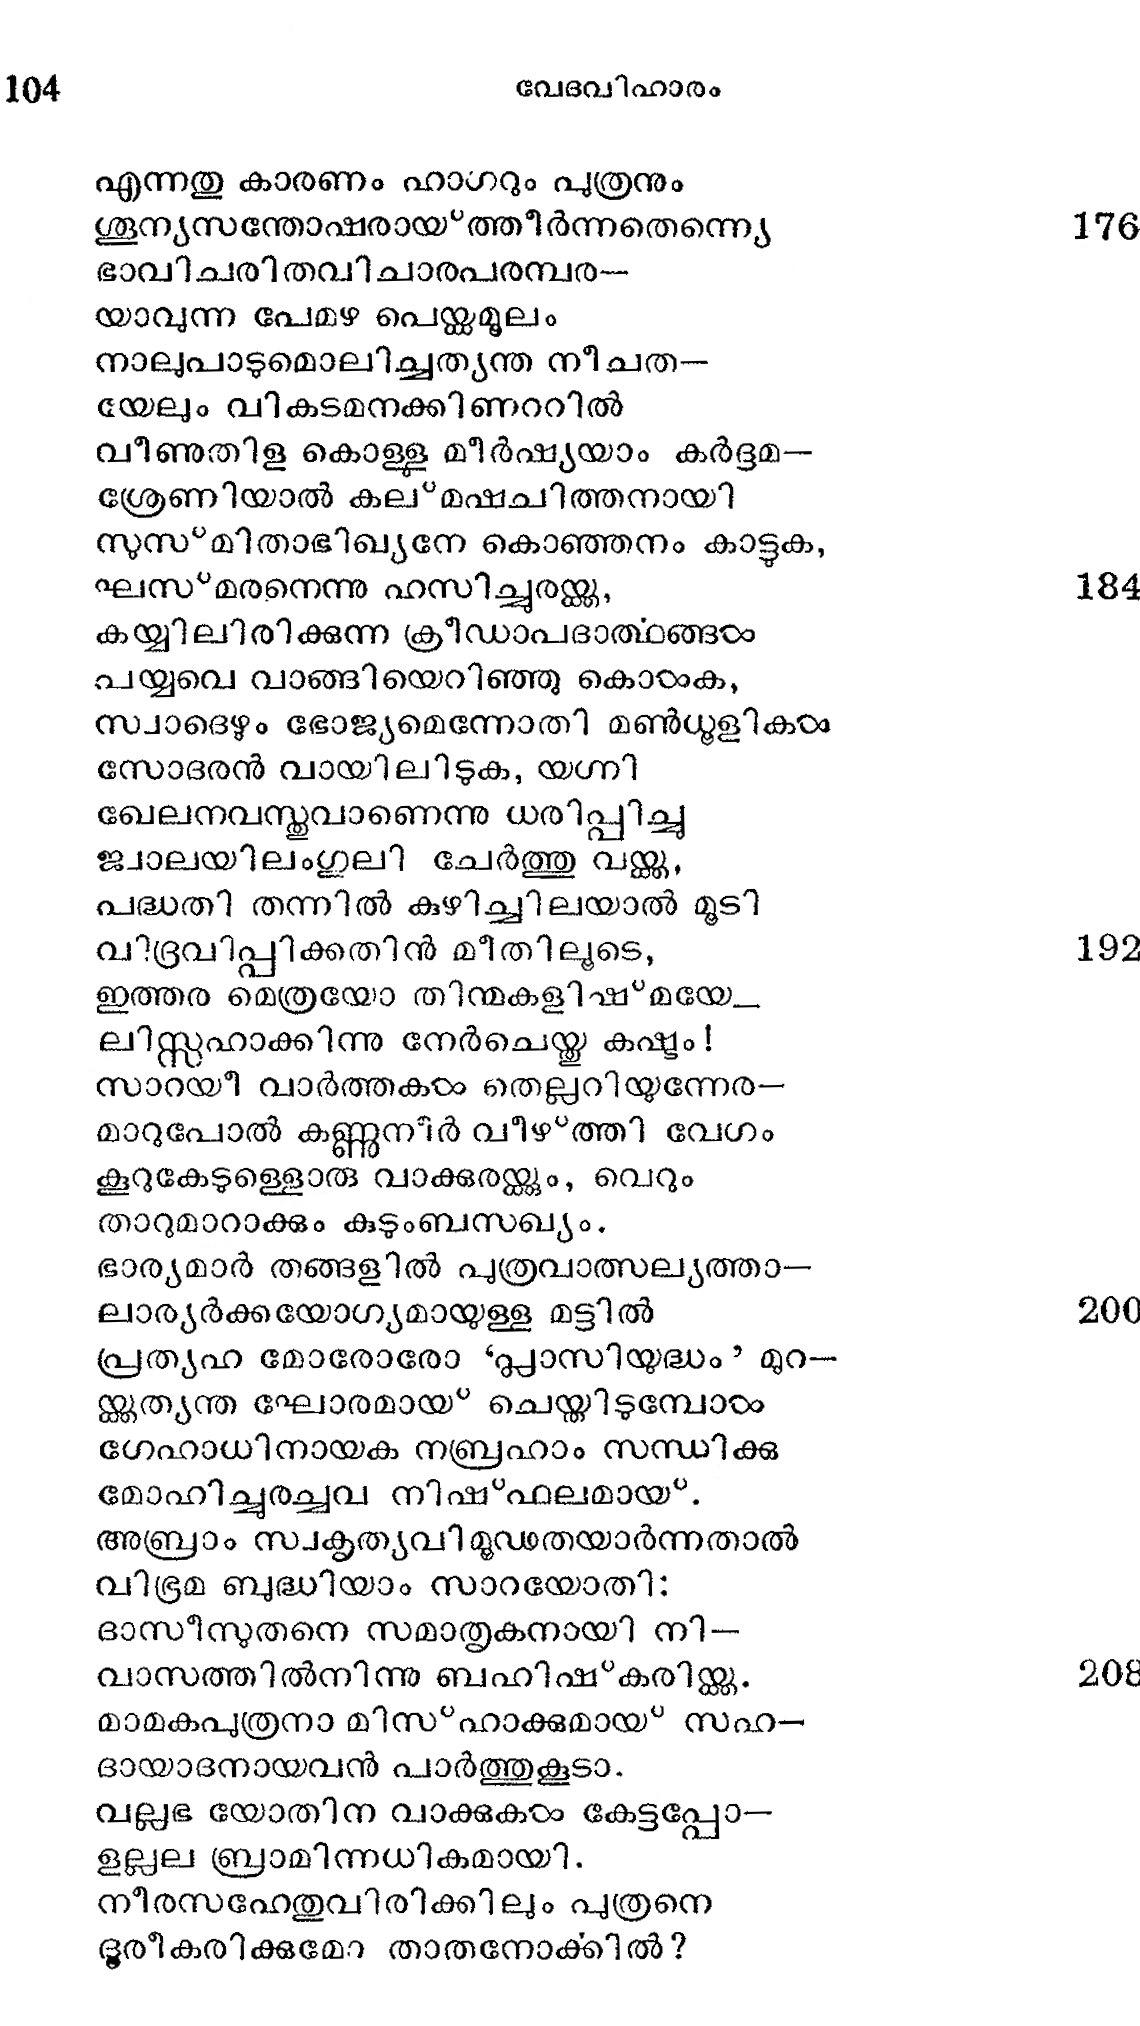 104 വേദവിഹാരം
എന്നതു കാരണം ഹാഗറും പുത്രനും
ശൂന്യസന്തോഷരായ്ത്തീർന്നതെന്ന്യെ 176
ഭാവിചരിതവിചാരപരമ്പര—
യാവുന്ന പേമഴ പെയ്തമൂലം
നാലുപാടുമൊലിച്ചത്യന്ത നീചത—
യേലും വികടമനക്കിണററിൽ
വീണുതിള കൊള്ളു മീർഷ്യയാം കർദ്ദമ—
ശ്രേണിയാൽ കല്മഷചിത്തനായി
സുസ്മിതാഭിഖ്യനേ കൊഞ്ഞനം കാട്ടുക,
ഘസ്മരനെന്നു ഹസിച്ചുരയ്ക്ക, 184
കയ്യിലിരിക്കുന്ന ക്രീഡാപദാർത്ഥങ്ങൾ
പയ്യവെ വാങ്ങിയെറിഞ്ഞു കൊൾക,
സ്വാദെഴും ഭോജ്യമെന്നോതി മൺധൂളികൾ
സോദരൻ വായിലിടുക, യഗ്നി
ഖേലനവസ്തുവാണെന്നു ധരിപ്പിച്ചു
ജ്വാലയിലംഗുലി ചേർത്തു വയ്ക്ക,
പദ്ധതി തന്നിൽ കുഴിച്ചിലയാൽ മൂടി
വിദ്രവിപ്പിക്കതിൻ മീതിലൂടെ, 192
ഇത്തര മെത്രയോ തിന്മകളിഷ്മയേ—
ലിസ്സഹാക്കിന്നു നേർചെയ്തു കഷ്ടം!
സാറയീ വാർത്തകൾ തെല്ലറിയുന്നേര—
മാറുപോൽ കണ്ണുനീർ വീഴ്ത്തി വേഗം
കൂറുകേടുള്ളൊരു വാക്കുരയ്ക്കും, വെറും
താറുമാറാക്കും കുടുംബസഖ്യം.
ഭാര്യമാർ തങ്ങളിൽ പുത്രവാത്സല്യത്താ—
ലാര്യർക്കയോഗ്യമായുള്ള മട്ടിൽ 200
പ്രത്യഹ മോരോരോ ‘പ്ലാസിയുദ്ധം’ മുറ—
യ്ക്കത്യന്ത ഘോരമായ് ചെയ്തിടുമ്പോൾ
ഗേഹാധിനായക നബ്രഹാം സന്ധിക്കു
മോഹിച്ചുരച്ചവ നിഷ്ഫലമായ്.
അബ്രാം സ്വകൃത്യവിമൂഢതയാർന്നതാൽ
വിഭ്രമ ബുദ്ധിയാം സാറയോതി:
ദാസീസുതനെ സമാതൃകനായി നി—
വാസത്തിൽനിന്നു ബഹിഷ്കരിയ്ക്ക. 208
മാമകപുത്രനാ മിസ്ഹാക്കുമായ് സഹ—
ദായാദനായവൻ പാർത്തുകൂടാ.
വല്ലഭ യോതിന വാക്കുകൾ കേട്ടപ്പോ—
ളല്ലല ബ്രാമിന്നധികമായി.
നീരസഹേതുവിരിക്കിലും പുത്രനെ
ദൂരീകരിക്കുമോ താതനോർക്കിൽ?